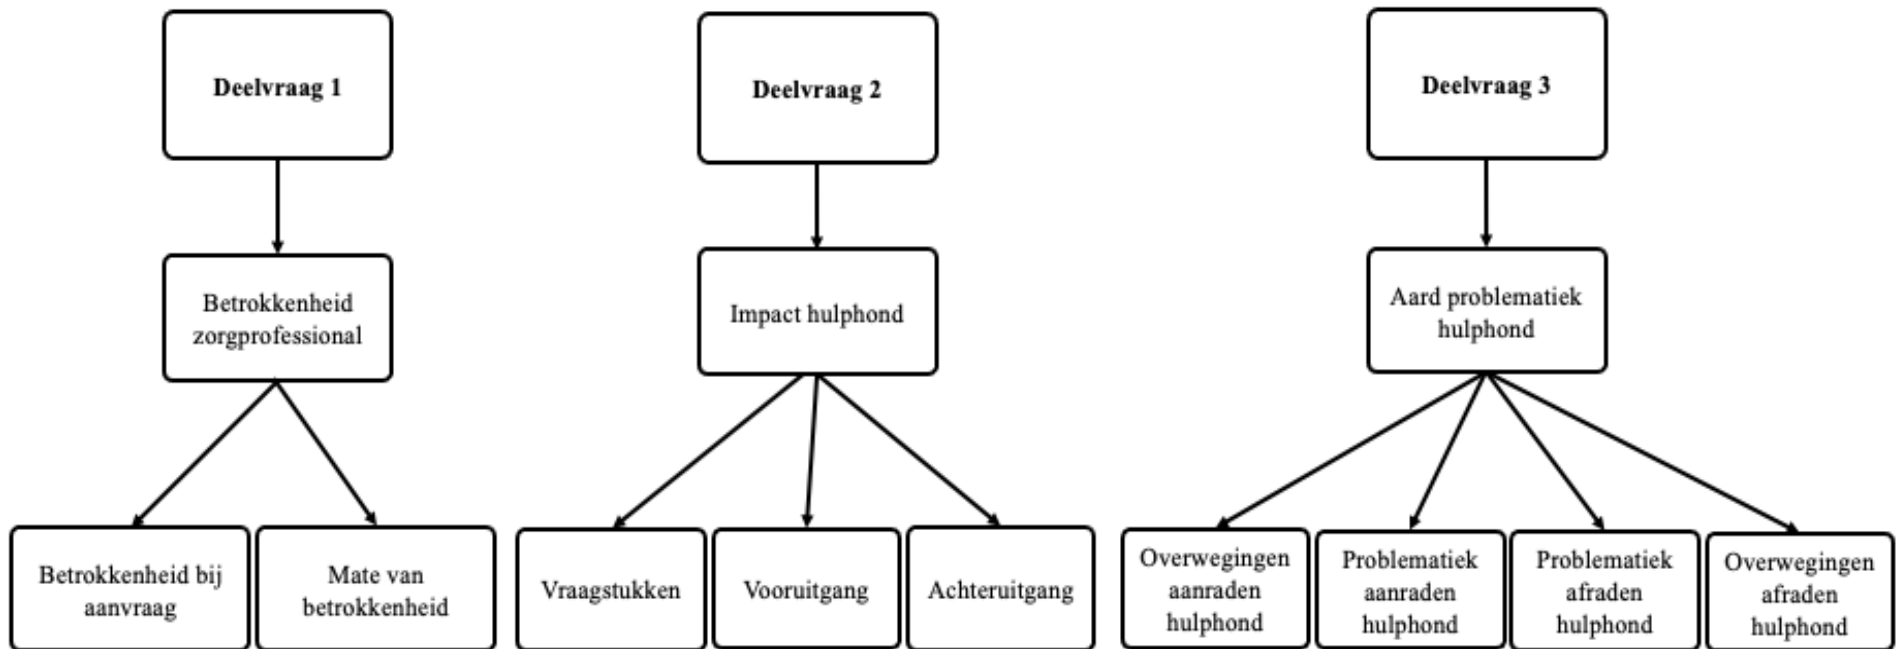 Deelvraag 1
Deelvraag 2
Deelvraag 3
Betrokkenheid
zorgprofessional
Impact hulphond
Aard problematiek
hulphond
Betrokkenheid bij
aanvraag
Mate van
betrokkenheid
Vraagstukken
Vooruitgang
Achteruitgang
Overwegingen
aanraden
hulphond
Problematiek
aanraden
hulphond
Problematiek
afraden
hulphond
Overwegingen
afraden
hulphond